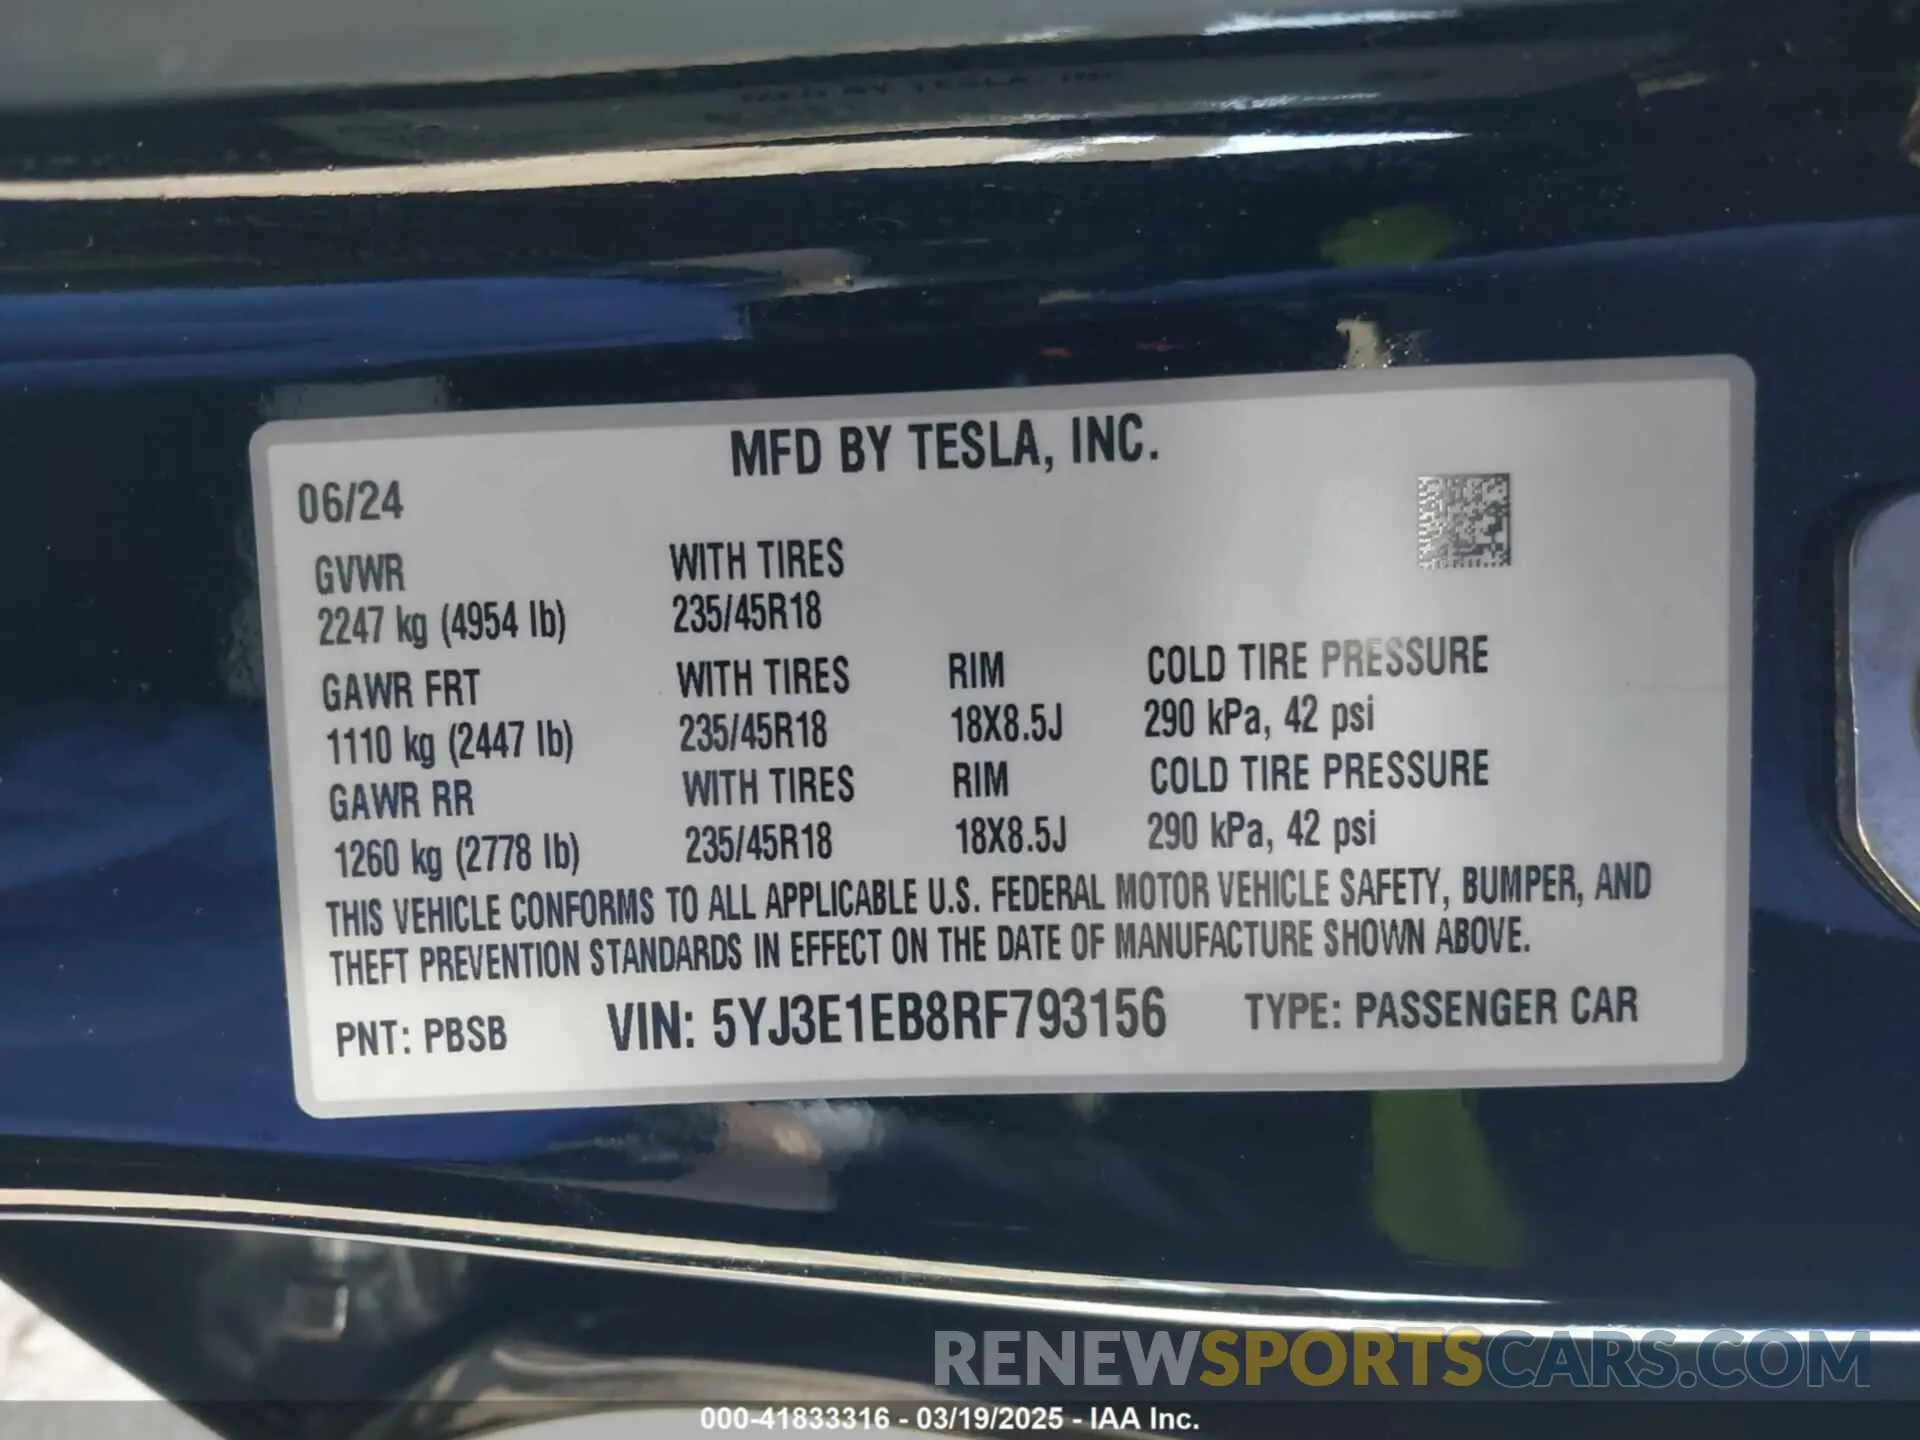 MFD BY TESLA, INC.
06/24
GVWR WITH TIRES
2247 kg (4954 lb) 235/45R18
GAWR FRT WITH TIRES RIM COLD TIRE PRESSURE
1110 kg (2447 lb) 235/45R18 18X8.5J 290 kPa, 42 psi
GAWR RR WITH TIRES RIM COLD TIRE PRESSURE
1260 kg (2778 lb) 235/45R18 18X8.5J 290 kPa, 42 psi
THIS VEHICLE CONFORMS TO ALL APPLICABLE U.S. FEDERAL MOTOR VEHICLE SAFETY, BUMPER, AND
THEFT PREVENTION STANDARDS IN EFFECT ON THE DATE OF MANUFACTURE SHOWN ABOVE.
PNT: PBSB VIN: 5YJ3E1EB8RF793156 TYPE: PASSENGER CAR
RENEWSPORTSCARS.COM
000-41833316 - 03/19/2025 - IAA Inc.